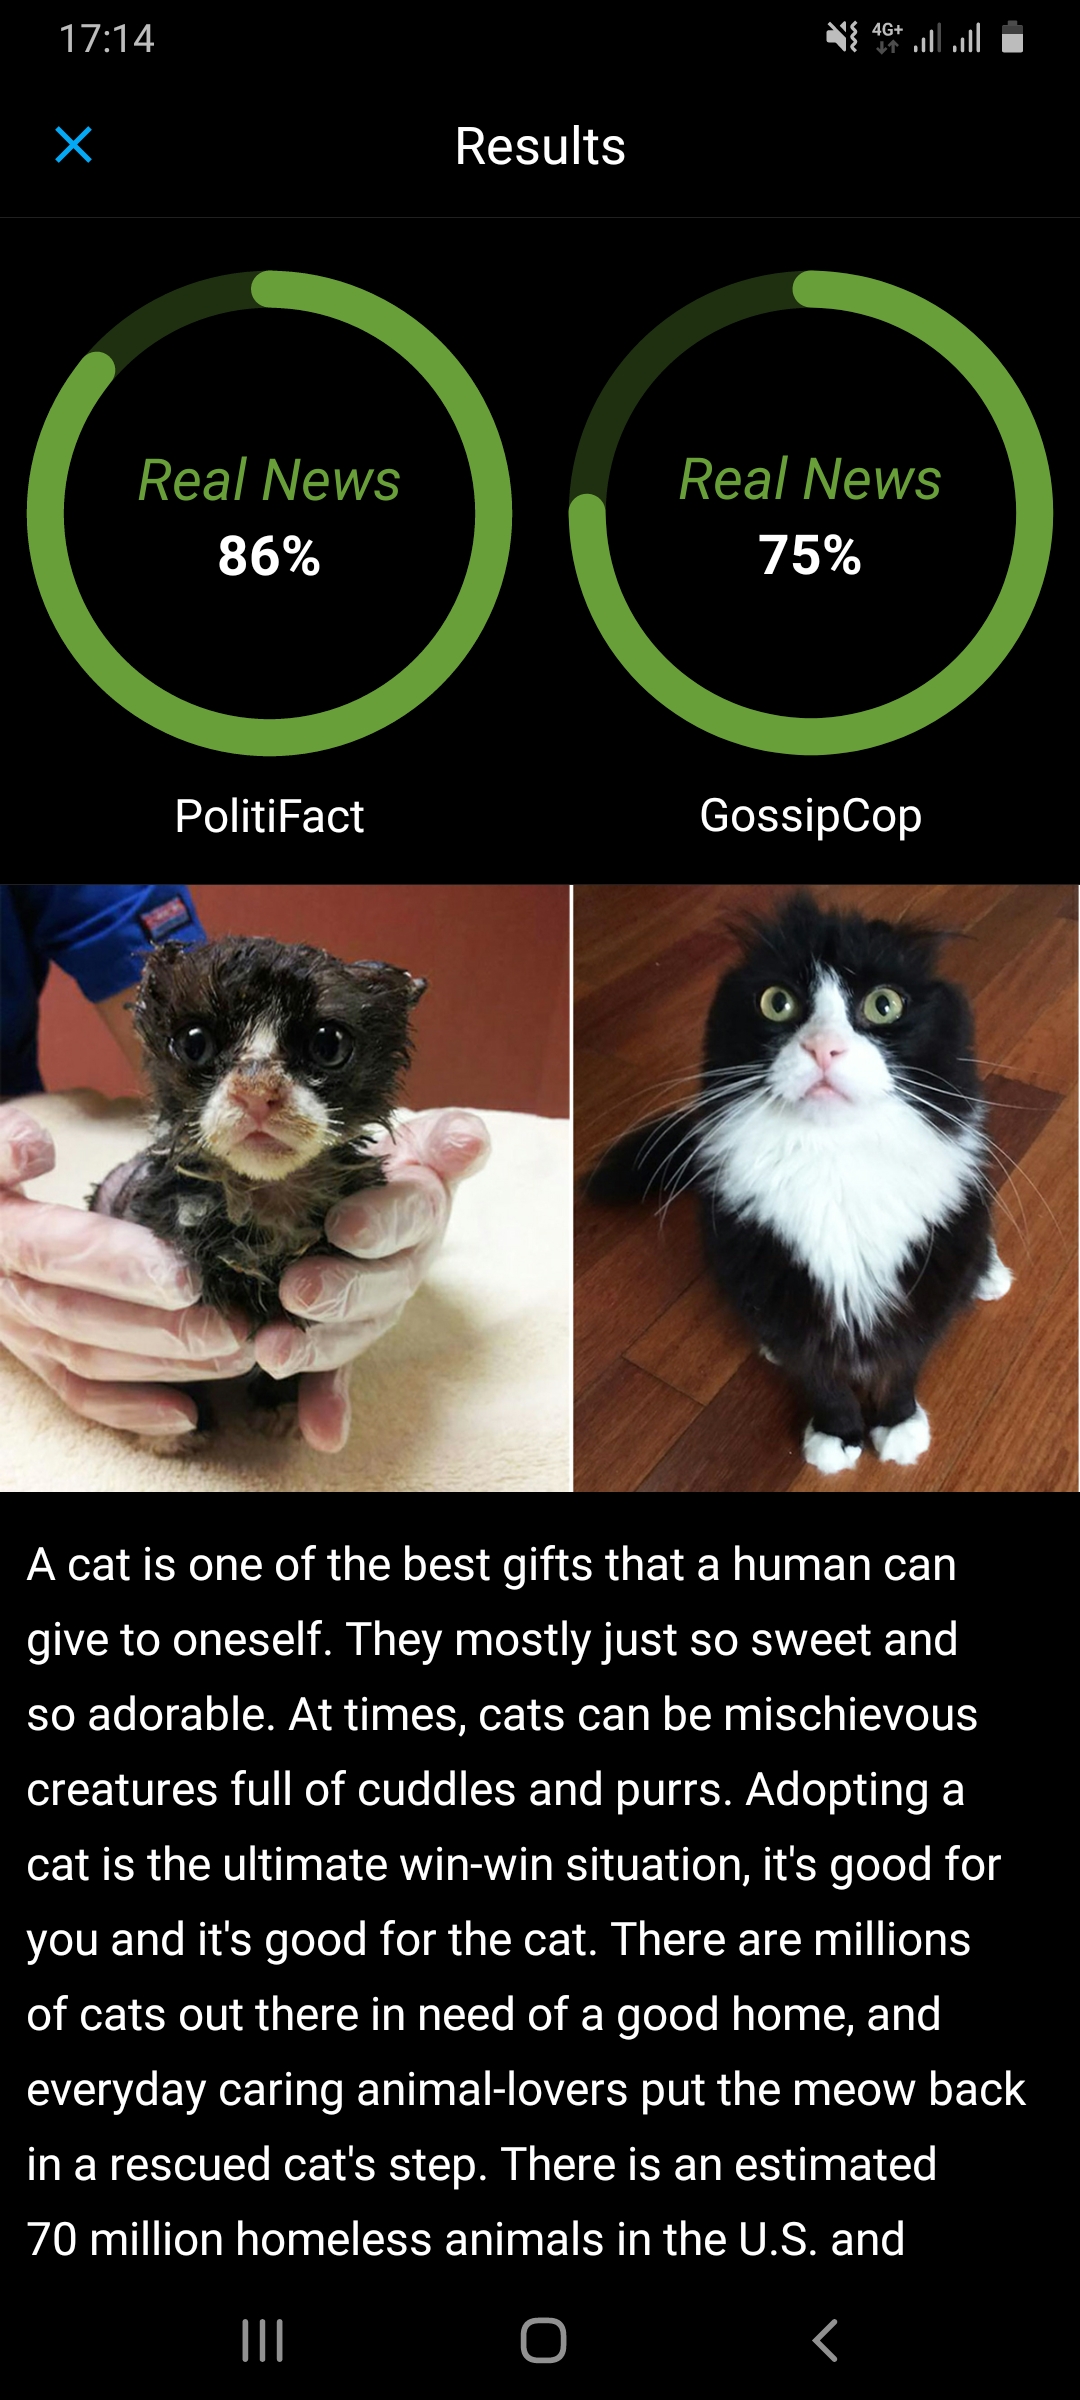 17:14
4G+
Results
Real News
86%
Real News
75%
PolitiFact
GossipCop
A cat is one of the best gifts that a human can
give to oneself. They mostly just so sweet and
so adorable. At times, cats can be mischievous
creatures full of cuddles and purrs. Adopting a
cat is the ultimate win-win situation, it's good for
you and it's good for the cat. There are millions
of cats out there in need of a good home, and
everyday caring animal-lovers put the meow back
in a rescued cat's step. There is an estimated
70 million homeless animals in the U.S. and